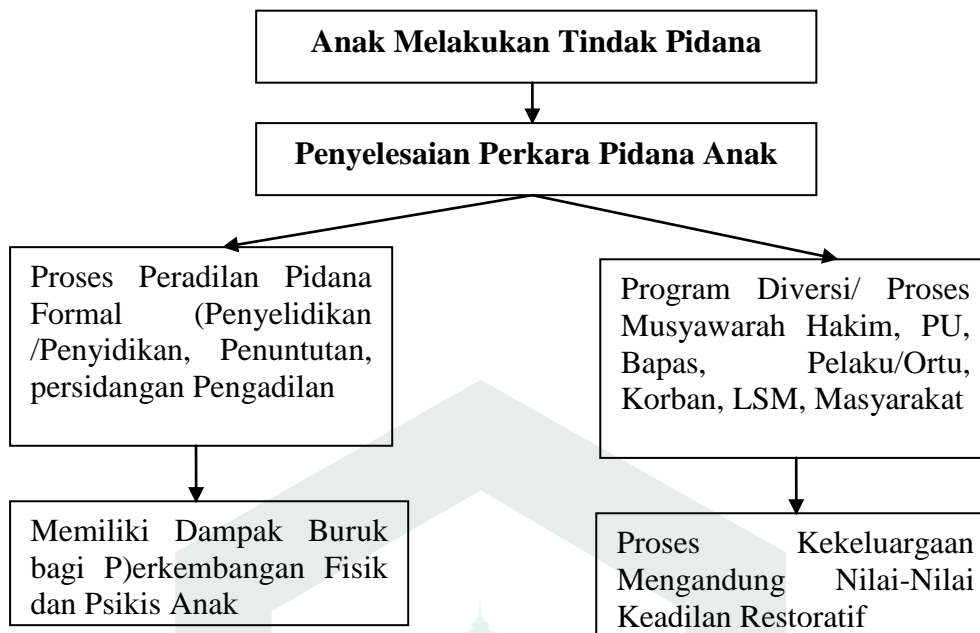 Anak Melakukan Tindak Pidana
Penyelesaian Perkara Pidana Anak
Proses Peradilan Pidana
Formal (Penyelidikan
/Penyidikan, Penuntutan,
persidangan Pengadilan
Program Diversi/ Proses
Musyawarah Hakim, PU,
Bapas, Pelaku/Ortu,
Korban, LSM, Masyarakat
Memiliki Dampak Buruk
bagi P)erkembangan Fisik
dan Psikis Anak
Proses Kekeluargaan
Mengandung Nilai-Nilai
Keadilan Restoratif